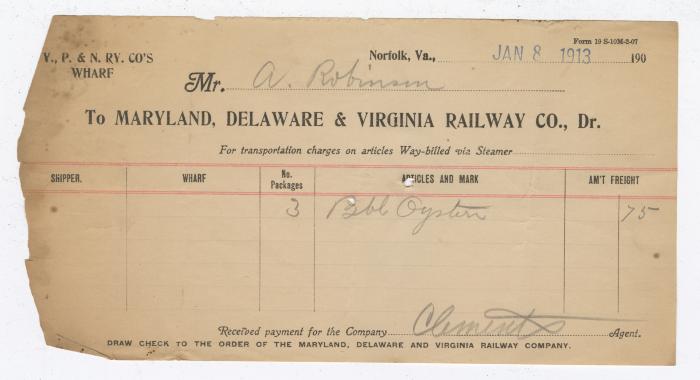 Form 19 S-10M-2-07
Y., P. & N. RY. CO'S
WHARF
Norfolk, Va., JAN 8 1913 190
Mr. A. Robinson
To MARYLAND, DELAWARE & VIRGINIA RAILWAY CO., Dr.
For transportation charges on articles Way-billed via Steamer
SHIPPER. WHARF No. Packages ARTICLES AND MARK AM'T FREIGHT
3 Bbl Oysters 75
Received payment for the Company Clements Agent.
DRAW CHECK TO THE ORDER OF THE MARYLAND, DELAWARE AND VIRGINIA RAILWAY COMPANY.